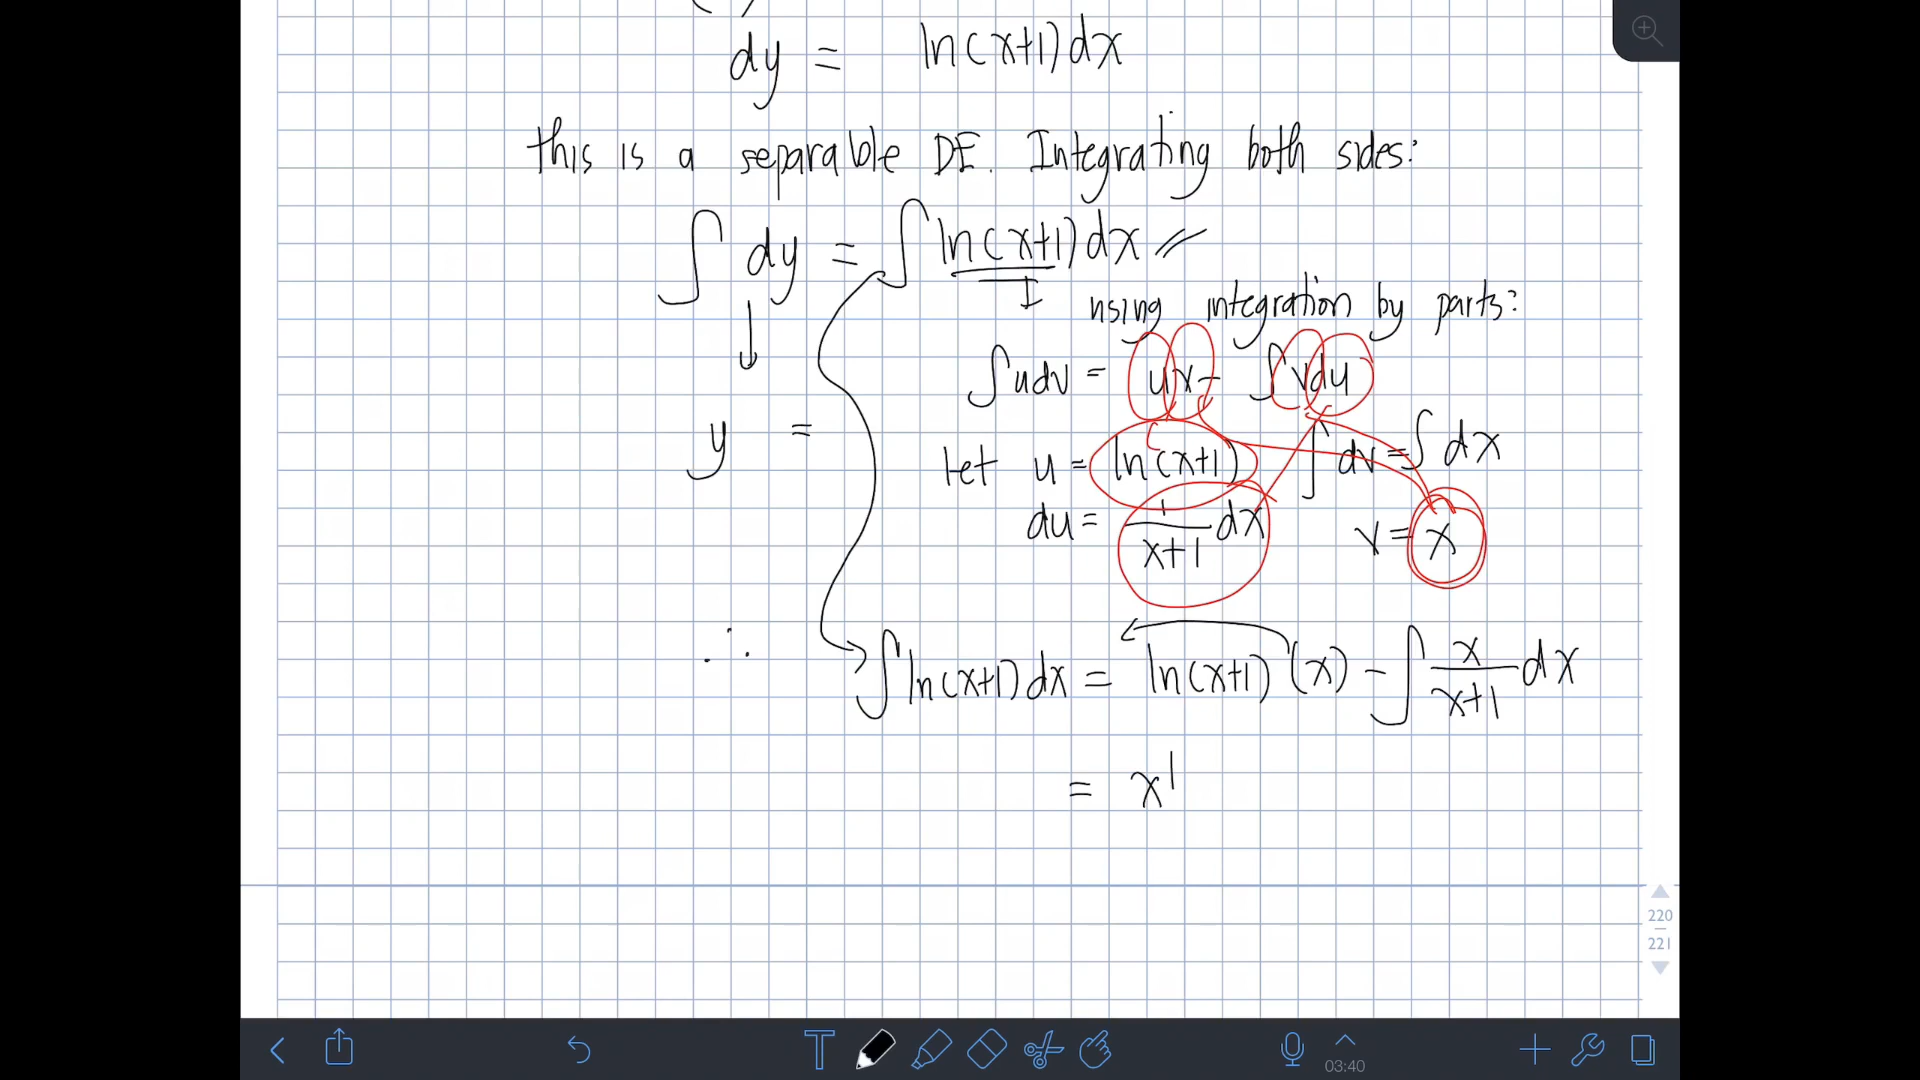 dy = ln(x+1)dx
this is a separable DE. Integrating both sides:
∫ dy = ∫ ln(x+1)dx
I using integration by parts:
∫udv = uv - ∫vdu
y =
let u = ln(x+1) ∫dv = ∫dx
du = 1/(x+1) dx v = x
∴ ∫ln(x+1)dx = ln(x+1)(x) - ∫ x/(x+1) dx
= xl
220
221
T
03:40